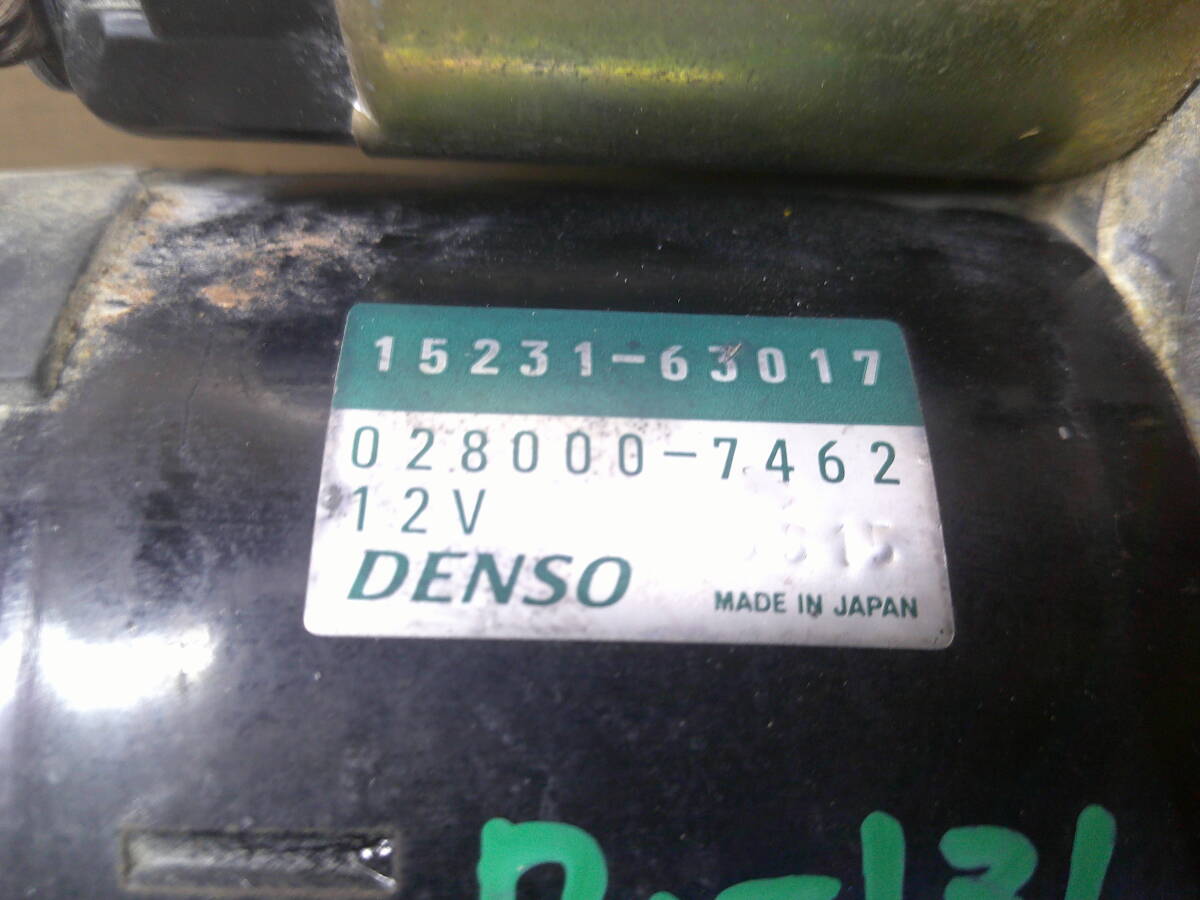 15231-63017
028000-7462
12V
DENSO
MADE IN JAPAN